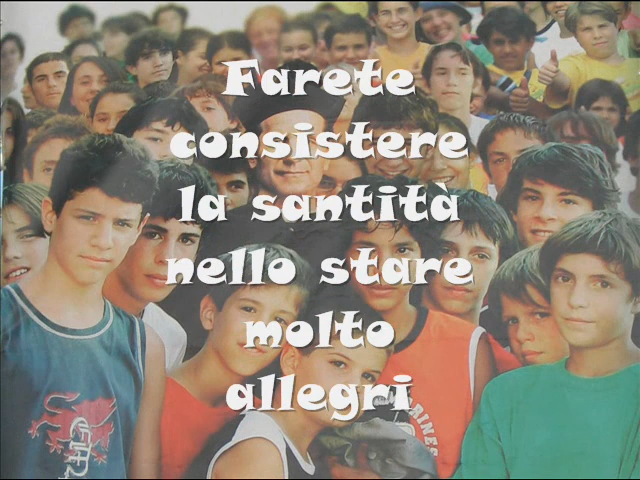 Farete
consistere
la santità
nello stare
molto
allegri